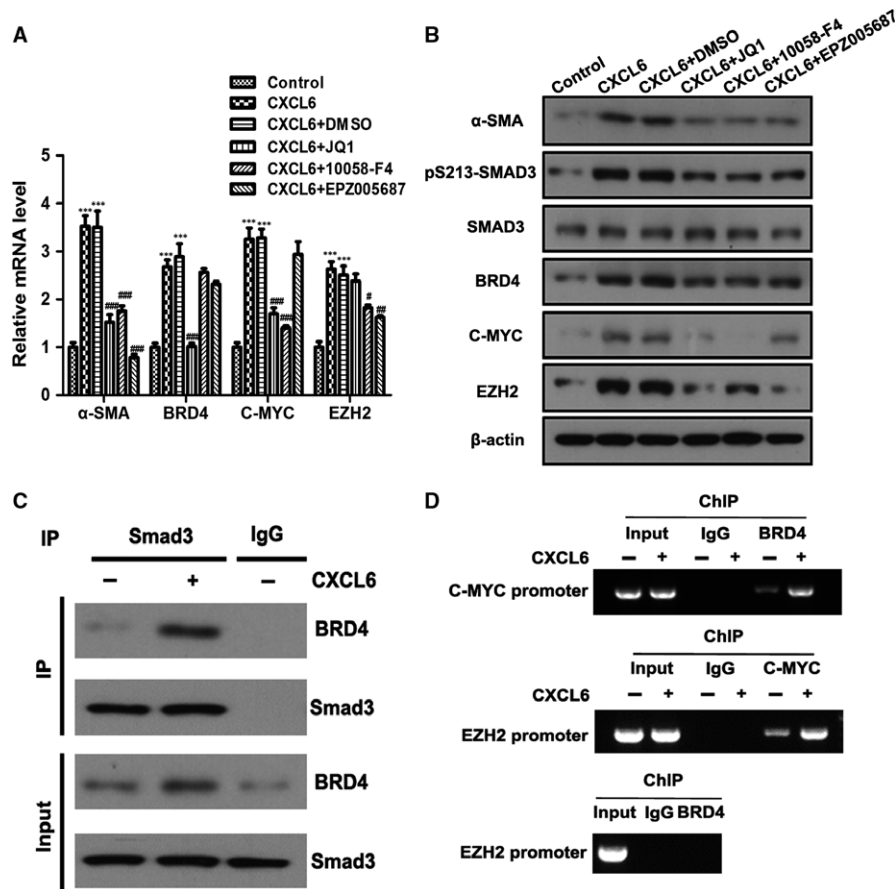 A
Control
CXCL6
CXCL6+DMSO
CXCL6+JQ1
CXCL6+10058-F4
CXCL6+EPZ005687
Relative mRNA level
5
4
3
2
1
0
*** *** *** *** *** *** *** ***
### ### ### ### ### ### # ##
α-SMA BRD4 C-MYC EZH2
B
Control CXCL6 CXCL6+DMSO CXCL6+JQ1 CXCL6+10058-F4 CXCL6+EPZ005687
α-SMA
pS213-SMAD3
SMAD3
BRD4
C-MYC
EZH2
β-actin
C
IP Smad3 IgG
− + − CXCL6
IP
BRD4
Smad3
Input
BRD4
Smad3
D
ChIP
Input IgG BRD4
CXCL6 − + − + − +
C-MYC promoter
ChIP
Input IgG C-MYC
CXCL6 − + − + − +
EZH2 promoter
ChIP
Input IgG BRD4
EZH2 promoter